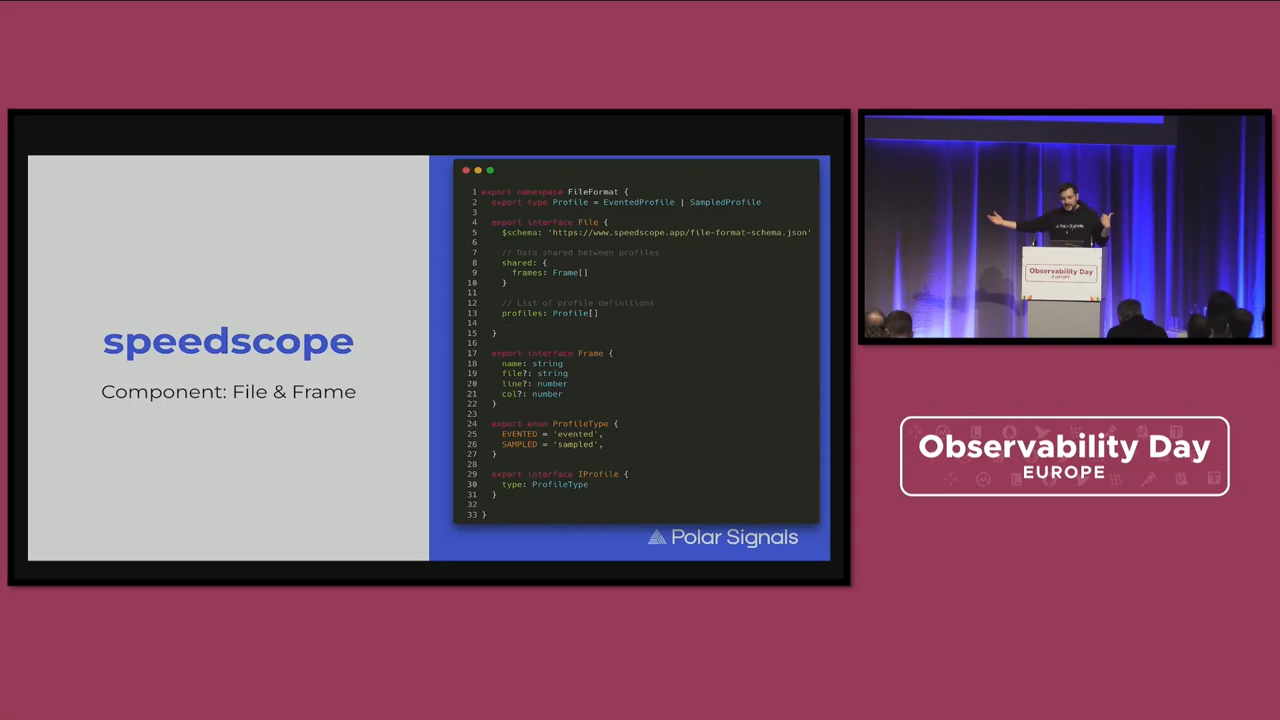 speedscope
Component: File & Frame
1 export namespace FileFormat {
2 export type Profile = EventedProfile | SampledProfile
3
4 export interface File {
5 $schema: 'https://www.speedscope.app/file-format-schema.json'
6
7 // Data shared between profiles
8 shared: {
9 frames: Frame[]
10 }
11
12 // List of profile definitions
13 profiles: Profile[]
14 ...
15 }
16
17 export interface Frame {
18 name: string
19 file?: string
20 line?: number
21 col?: number
22 }
23
24 export enum ProfileType {
25 EVENTED = 'evented',
26 SAMPLED = 'sampled',
27 }
28
29 export interface IProfile {
30 type: ProfileType
31 }
32 ...
33 }
Polar Signals
Polar Signals
Observability Day
EUROPE
Observability Day
EUROPE